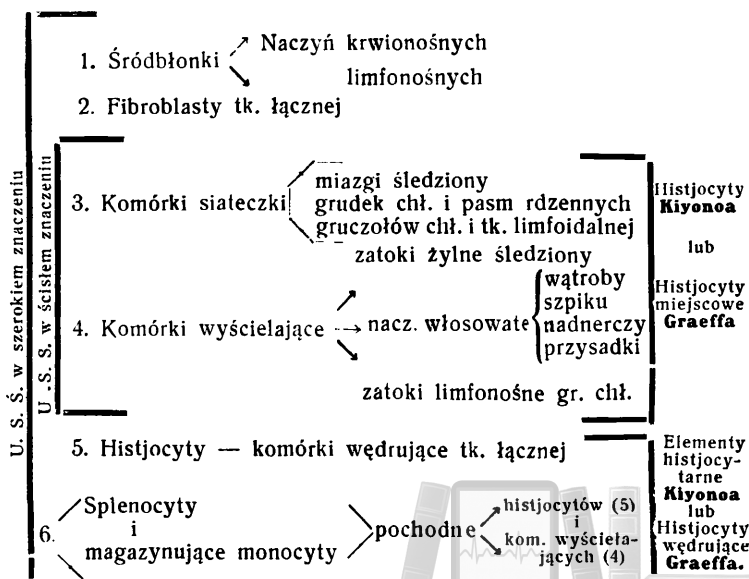 U. S. Ś. w szerokiem znaczeniu
U .S. S. w ścisłem znaczeniu
1. Śródbłonki
Naczyń krwionośnych
limfonośnych
2. Fibroblasty tk. łącznej
3. Komórki siateczki
miazgi śledziony
grudek chł. i pasm rdzennych
gruczołów chł. i tk. limfoidalnej
4. Komórki wyścielające
zatoki żylne śledziony
nacz. włosowate
wątroby
szpiku
nadnerczy
przysadki
zatoki limfonośne gr. chł.
Histjocyty
Kiyonoa
lub
Histjocyty
miejscowe
Graeffa
5. Histjocyty — komórki wędrujące tk. łącznej
6.
Splenocyty
i
magazynujące monocyty
pochodne
histjocytów (5)
i
kom. wyścieła-
jących (4)
Elementy
histjocy-
tarne
Kiyonoa
lub
Histjocyty
wędrujące
Graeffa.